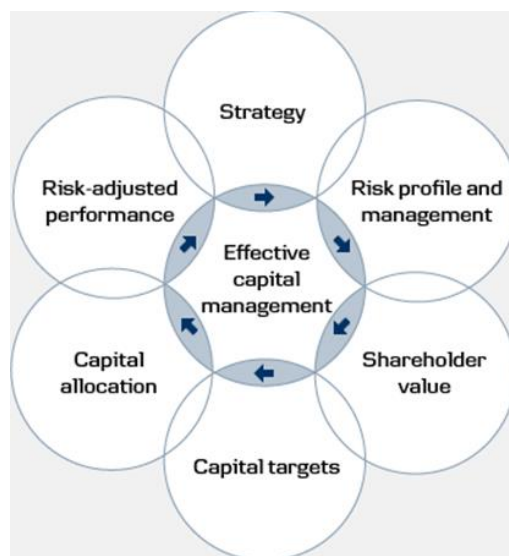 Strategy
Risk-adjusted
performance
Risk profile and
management
Effective
capital
management
Capital
allocation
Shareholder
value
Capital targets